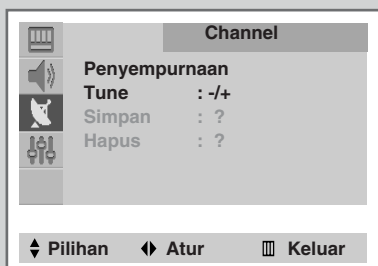 Channel
Penyempurnaan
Tune : -/+
Simpan : ?
Hapus : ?
Pilihan Atur Keluar